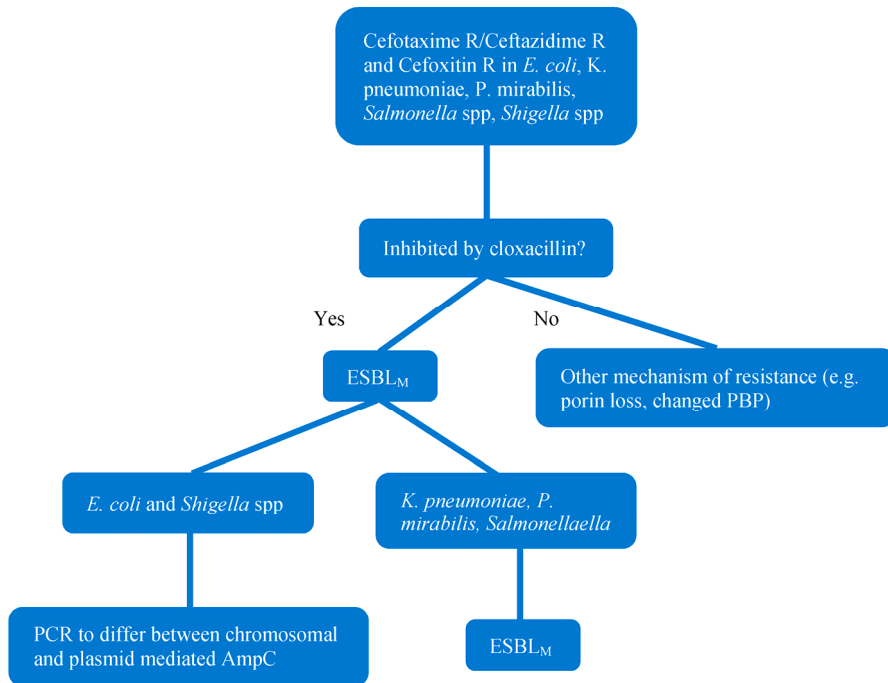 Cefotaxime R/Ceftazidime R
and Cefoxitin R in E. coli, K.
pneumoniae, P. mirabilis,
Salmonella spp, Shigella spp
Inhibited by cloxacillin?
Yes
No
ESBLM
Other mechanism of resistance (e.g.
porin loss, changed PBP)
E. coli and Shigella spp
K. pneumoniae, P.
mirabilis, Salmonellaella
PCR to differ between chromosomal
and plasmid mediated AmpC
ESBLM